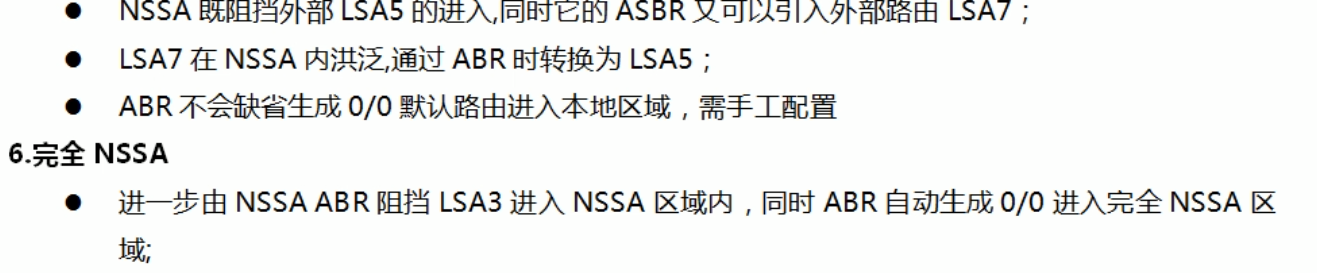 ● NSSA 既阻挡外部 LSA5 的进入,同时它的 ASBR 又可以引入外部路由 LSA7；
● LSA7 在 NSSA 内洪泛,通过 ABR 时转换为 LSA5；
● ABR 不会缺省生成 0/0 默认路由进入本地区域，需手工配置
6.完全 NSSA
● 进一步由 NSSA ABR 阻挡 LSA3 进入 NSSA 区域内，同时 ABR 自动生成 0/0 进入完全 NSSA 区
域;